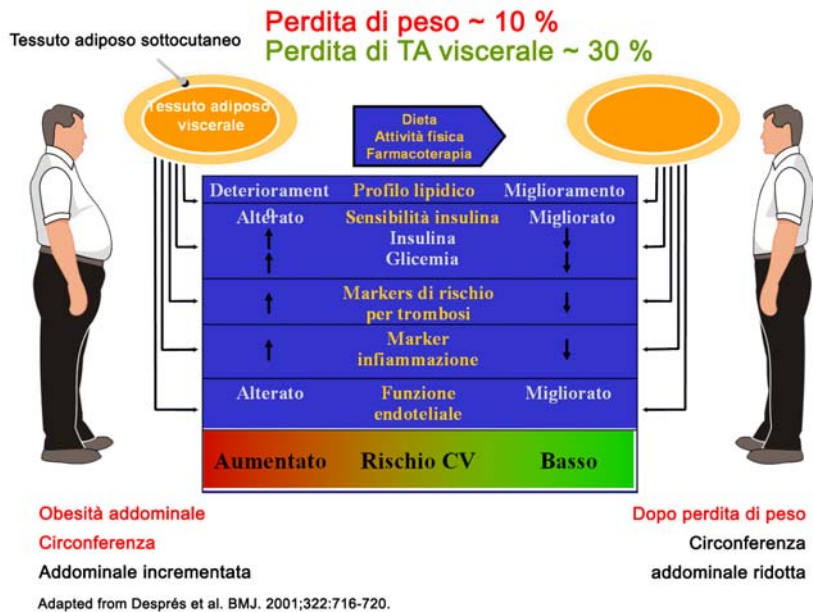 Perdita di peso ~ 10 %
Perdita di TA viscerale ~ 30 %
Tessuto adiposo sottocutaneo
Tessuto adiposo
viscerale
Dieta
Attività fisica
Farmacoterapia
Deteriorament Profilo lipidico Miglioramento
o
Alterato Sensibilità insulina Migliorato
Insulina
Glicemia
Markers di rischio
per trombosi
Marker
infiammazione
Alterato Funzione Migliorato
endoteliale
Aumentato Rischio CV Basso
Obesità addominale
Circonferenza
Addominale incrementata
Dopo perdita di peso
Circonferenza
addominale ridotta
Adapted from Després et al. BMJ. 2001;322:716-720.